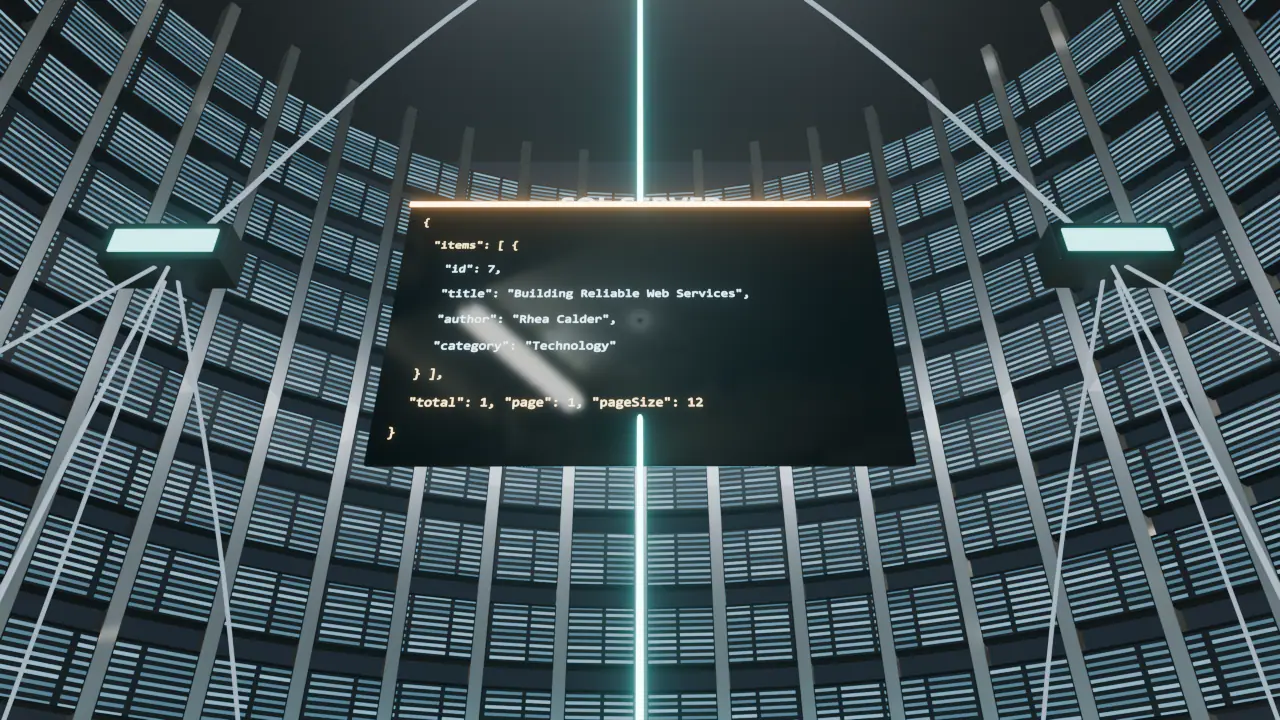 {
"items": [ {
"id": 7,
"title": "Building Reliable Web Services",
"author": "Rhea Calder",
"category": "Technology"
} ],
"total": 1, "page": 1, "pageSize": 12
}